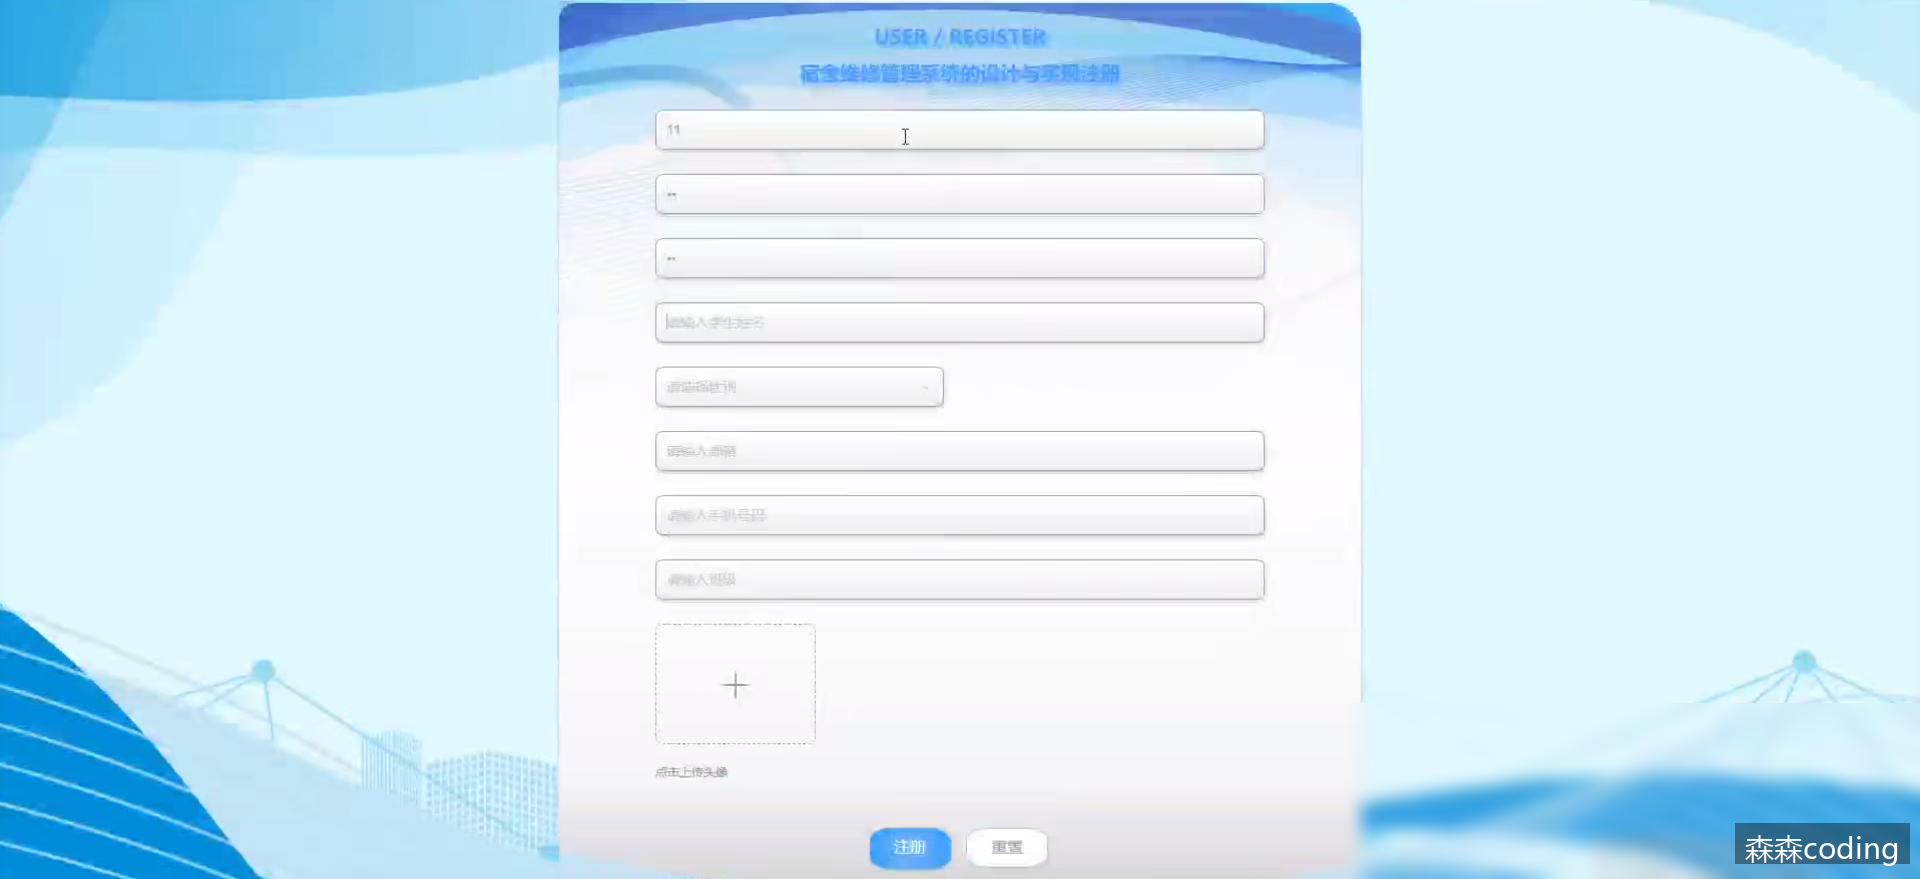 USER / REGISTER
宿舍维修管理系统的设计与实现注册
11
请输入学生姓名
请选择性别
请输入邮箱
请输入手机号码
请输入班级
点击上传头像
注册
重置
森森coding